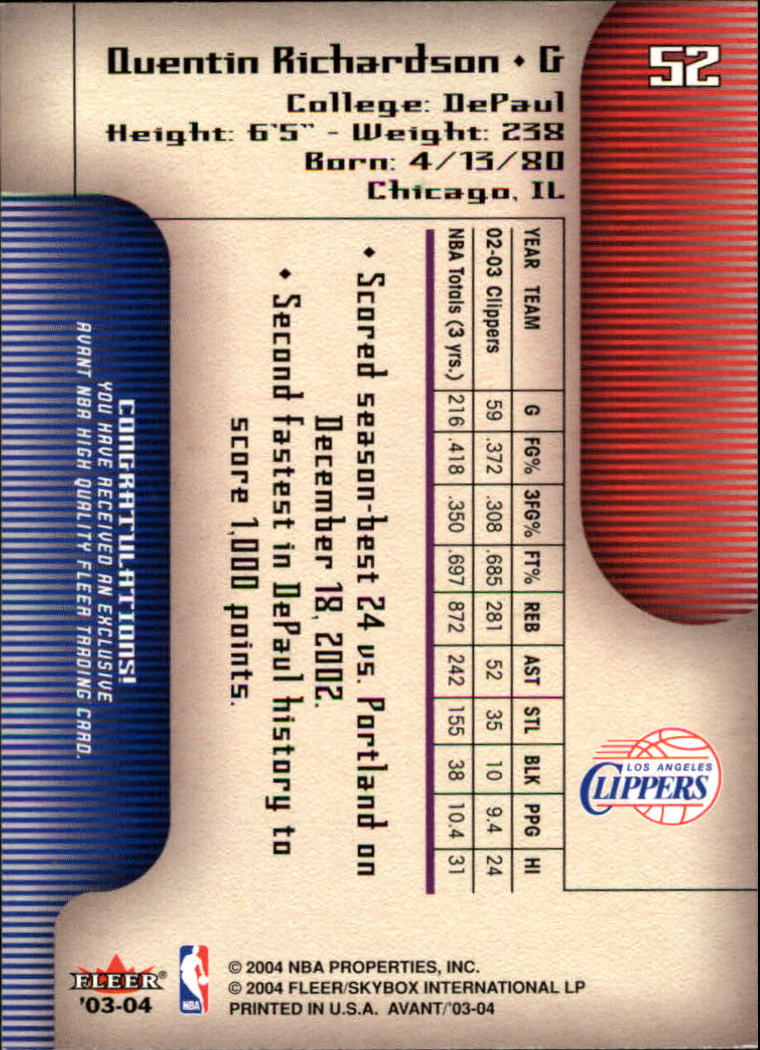 52
Quentin Richardson • G
College: DePaul
Height: 6'5" - Weight: 238
Born: 4/13/80
Chicago, IL
YEAR TEAM G FG% 3FG% FT% REB AST STL BLK PPG HI
02-03 Clippers 59 .372 .308 .685 281 52 35 10 9.4 24
NBA Totals (3 yrs.) 216 .418 .350 .697 872 242 155 38 10.4 31
• Scored season-best 24 vs. Portland on
December 18, 2002.
• Second fastest in DePaul history to
score 1,000 points.
LOS ANGELES
CLIPPERS
CONGRATULATIONS!
YOU HAVE RECEIVED AN EXCLUSIVE
AVANT NBA HIGH QUALITY FLEER TRADING CARD.
FLEER®
'03-04
NBA
© 2004 NBA PROPERTIES, INC.
© 2004 FLEER/SKYBOX INTERNATIONAL LP
PRINTED IN U.S.A. AVANT/'03-04